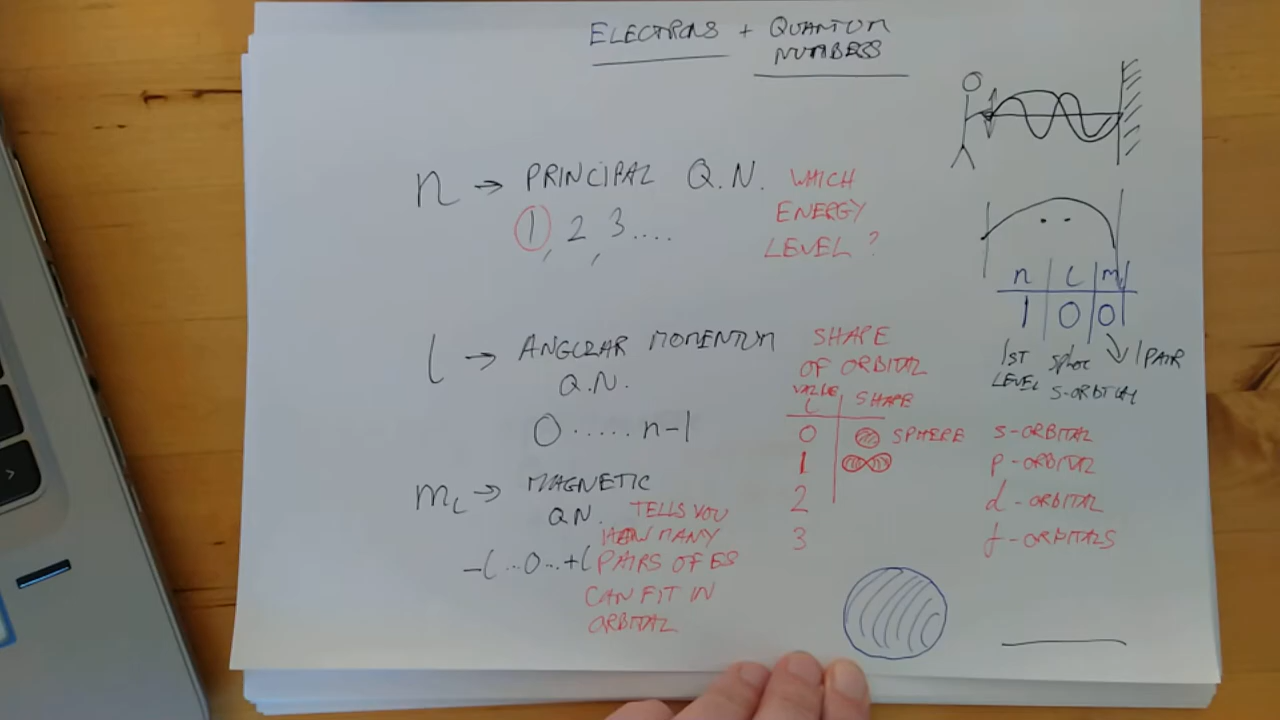 ELECTRONS + QUANTUM
NUMBERS
n → PRINCIPAL Q.N.
1, 2, 3....
WHICH
ENERGY
LEVEL?
n | l | ml
1 | 0 | 0
1ST
LEVEL
S-ORBITAL
1 PAIR
l → ANGULAR MOMENTUM
Q.N.
0 ..... n-1
SHAPE
OF ORBITAL
VALUE
l | SHAPE
0 SPHERE S-ORBITAL
1 p-ORBITAL
2 d-ORBITAL
3 f-ORBITALS
ml → MAGNETIC
QN.
-l..0...+l
TELLS YOU
HOW MANY
PAIRS OF ES
CAN FIT IN
ORBITAL